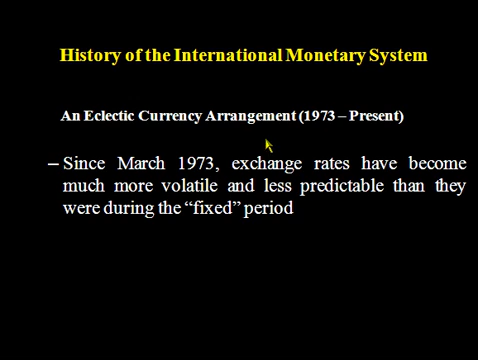 History of the International Monetary System
An Eclectic Currency Arrangement (1973 – Present)
– Since March 1973, exchange rates have become
much more volatile and less predictable than they
were during the “fixed” period